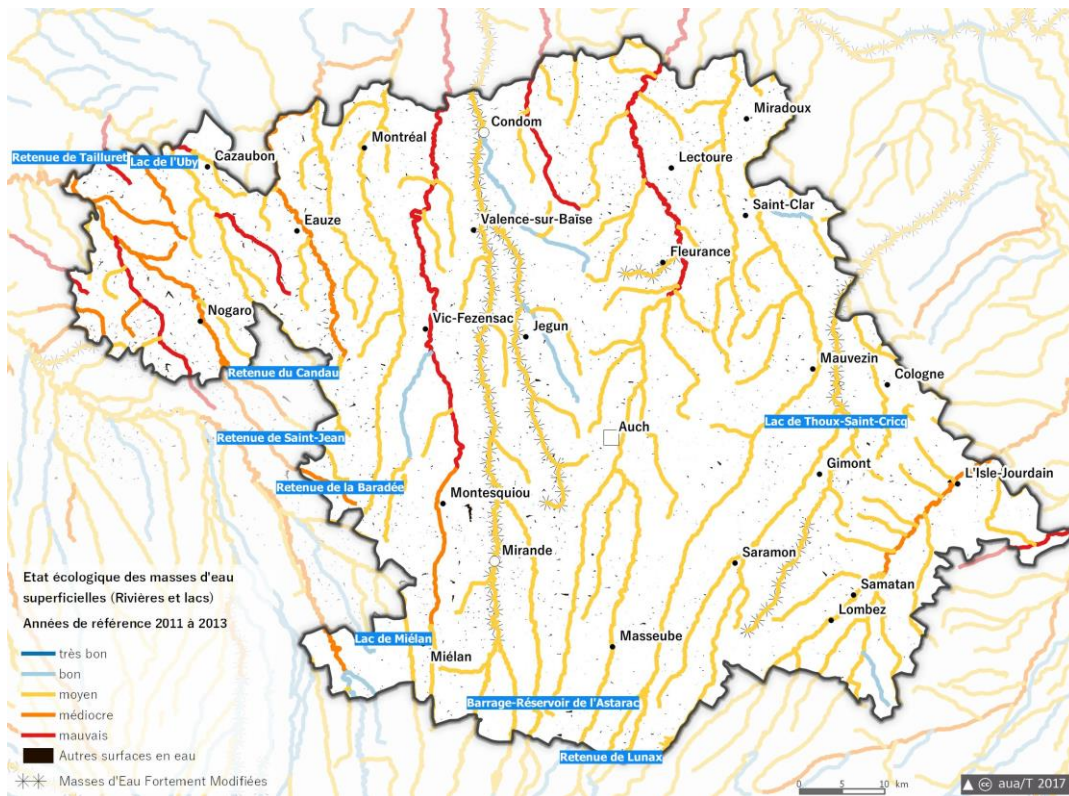 Miradoux
Condom
Montréal
Retenue de Tailluret
Lac de l'Uby
Cazaubon
Lectoure
Saint-Clar
Eauze
Valence-sur-Baïse
Fleurance
Nogaro
Vic-Fezensac
Jegun
Mauvezin
Retenue du Candau
Cologne
Lac de Thoux-Saint-Cricq
Auch
Retenue de Saint-Jean
Gimont
L'Isle-Jourdain
Retenue de la Baradée
Montesquiou
Mirande
Saramon
Samatan
Lombez
Lac de Miélan
Masseube
Miélan
Barrage-Réservoir de l'Astarac
Retenue de Lunax
Etat écologique des masses d'eau
superficielles (Rivières et lacs)
Années de référence 2011 à 2013
très bon
bon
moyen
médiocre
mauvais
Autres surfaces en eau
Masses d'Eau Fortement Modifiées
0 5 10 km
cc aua/T 2017